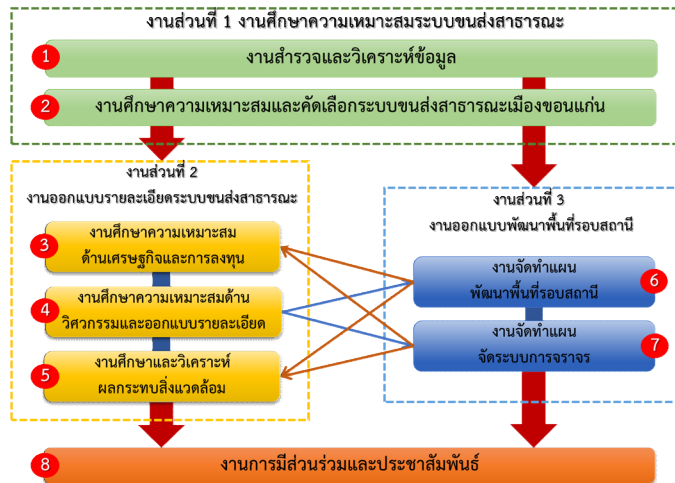 งานส่วนที่ 1 งานศึกษาความเหมาะสมระบบขนส่งสาธารณะ
1 งานสำรวจและวิเคราะห์ข้อมูล
2 งานศึกษาความเหมาะสมและคัดเลือกระบบขนส่งสาธารณะเมืองขอนแก่น
งานส่วนที่ 2
งานออกแบบรายละเอียดระบบขนส่งสาธารณะ
3 งานศึกษาความเหมาะสม
ด้านเศรษฐกิจและการลงทุน
4 งานศึกษาความเหมาะสมด้าน
วิศวกรรมและออกแบบรายละเอียด
5 งานศึกษาและวิเคราะห์
ผลกระทบสิ่งแวดล้อม
งานส่วนที่ 3
งานออกแบบพัฒนาพื้นที่รอบสถานี
งานจัดทำแผน 6
พัฒนาพื้นที่รอบสถานี
งานจัดทำแผน 7
จัดระบบการจราจร
8 งานการมีส่วนร่วมและประชาสัมพันธ์